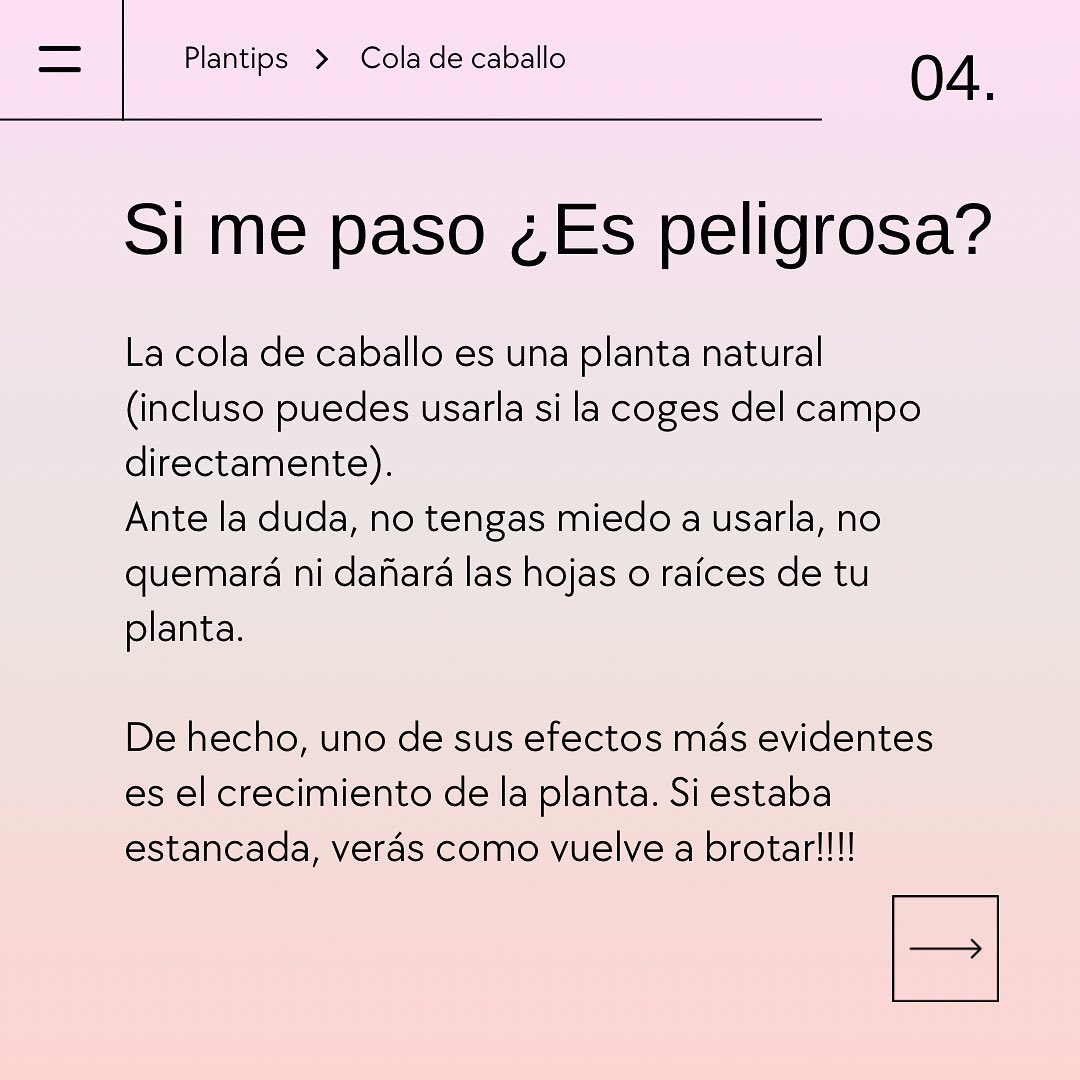 Plantips > Cola de caballo
04.
Si me paso ¿Es peligrosa?
La cola de caballo es una planta natural
(incluso puedes usarla si la coges del campo
directamente).
Ante la duda, no tengas miedo a usarla, no
quemará ni dañará las hojas o raíces de tu
planta.
De hecho, uno de sus efectos más evidentes
es el crecimiento de la planta. Si estaba
estancada, verás como vuelve a brotar!!!!